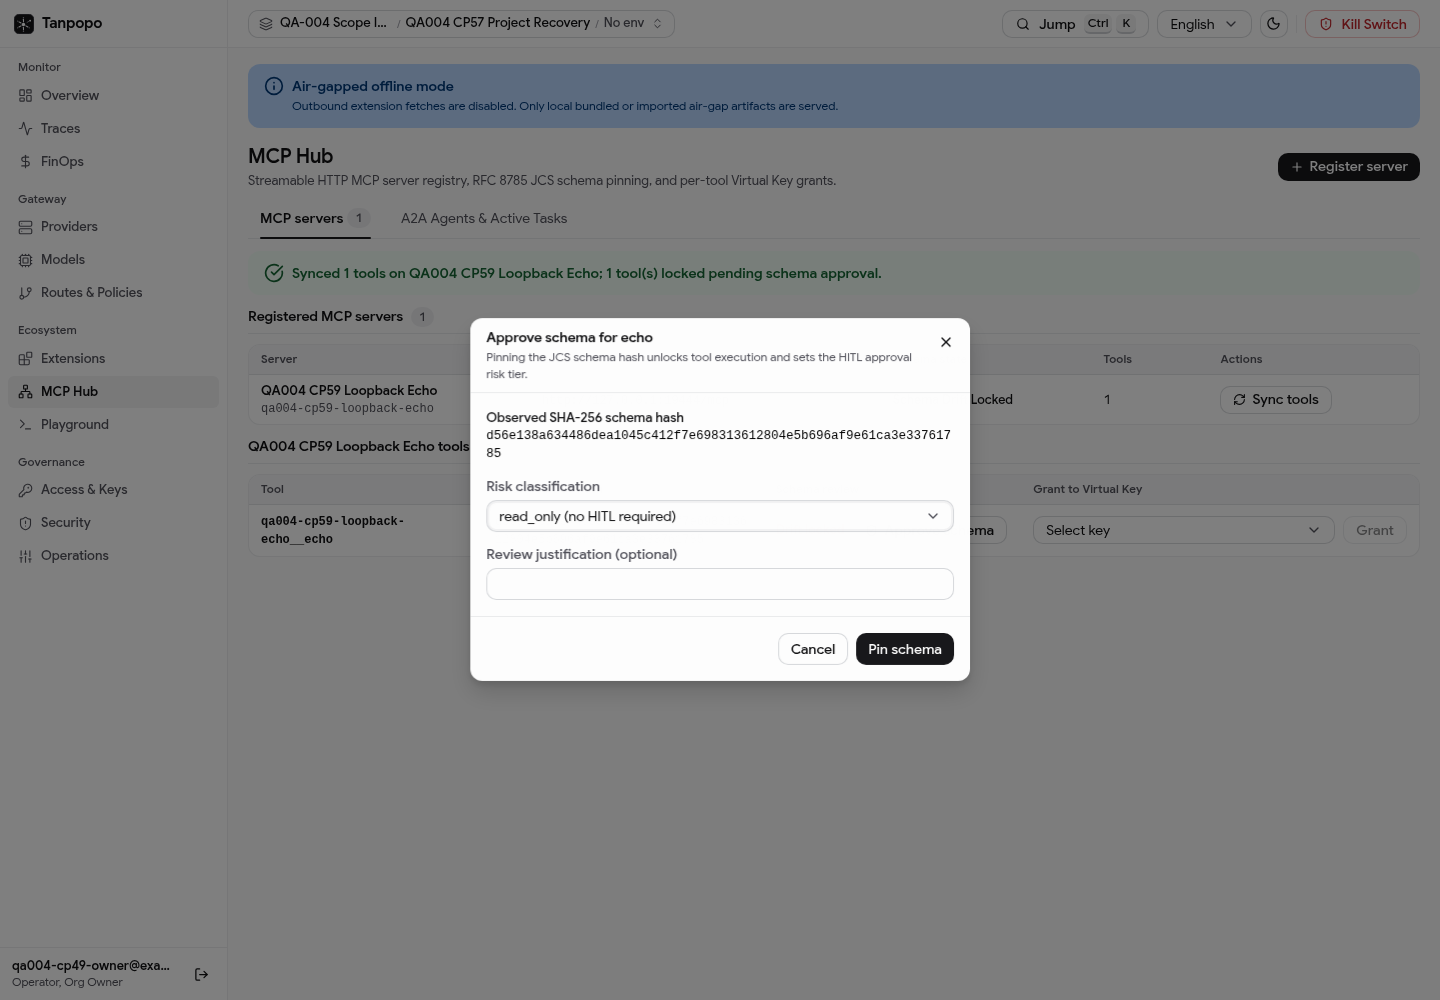 Tanpopo
QA-004 Scope I... / QA004 CP57 Project Recovery / No env
Jump Ctrl K
English
Kill Switch
Monitor
Overview
Traces
FinOps
Gateway
Providers
Models
Routes & Policies
Ecosystem
Extensions
MCP Hub
Playground
Governance
Access & Keys
Security
Operations
qa004-cp49-owner@exa...
Operator, Org Owner
Air-gapped offline mode
Outbound extension fetches are disabled. Only local bundled or imported air-gap artifacts are served.
MCP Hub
Streamable HTTP MCP server registry, RFC 8785 JCS schema pinning, and per-tool Virtual Key grants.
Register server
MCP servers 1
A2A Agents & Active Tasks
Synced 1 tools on QA004 CP59 Loopback Echo; 1 tool(s) locked pending schema approval.
Registered MCP servers 1
Server Tools Actions
QA004 CP59 Loopback Echo
qa004-cp59-loopback-echo
Locked 1 Sync tools
QA004 CP59 Loopback Echo tools
Tool Grant to Virtual Key
qa004-cp59-loopback-
echo__echo
ema Select key Grant
Approve schema for echo
Pinning the JCS schema hash unlocks tool execution and sets the HITL approval
risk tier.
Observed SHA-256 schema hash
d56e138a634486dea1045c412f7e698313612804e5b696af9e61ca3e337617
85
Risk classification
read_only (no HITL required)
Review justification (optional)
Cancel
Pin schema